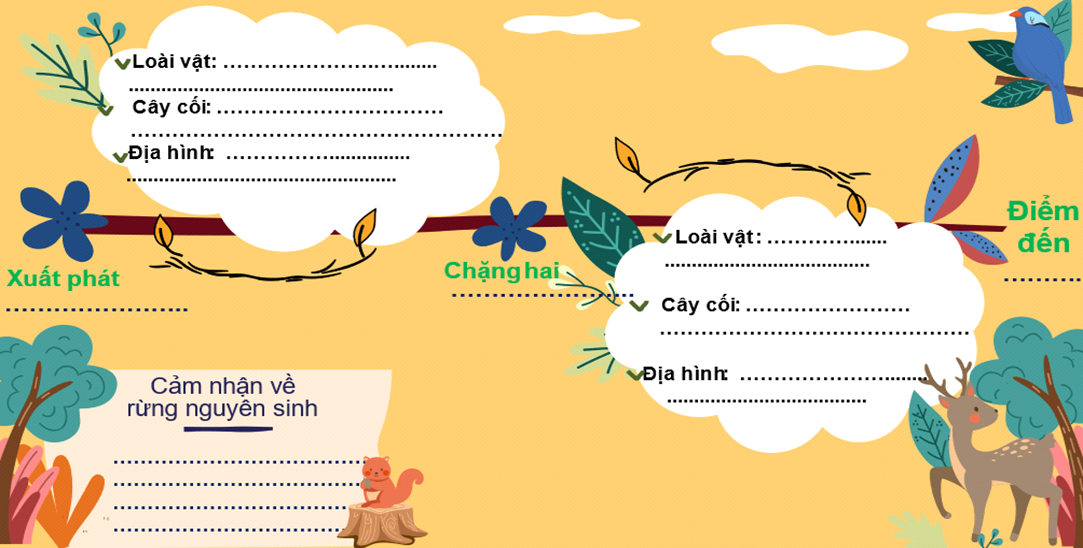 Loài vật: ……………………….......
..................................................
Cây cối: ……………………………
………………………………………………
Địa hình: ……………...............
..................................................
Xuất phát
……………………
Chặng hai
……………………
Loài vật: …………........
......................................
Cây cối: ……………………
………………………………………
Địa hình: …………………........
.....................................
Điểm
đến
…………
Cảm nhận về
rừng nguyên sinh
………………………………
………………………………
………………………………
………………………………